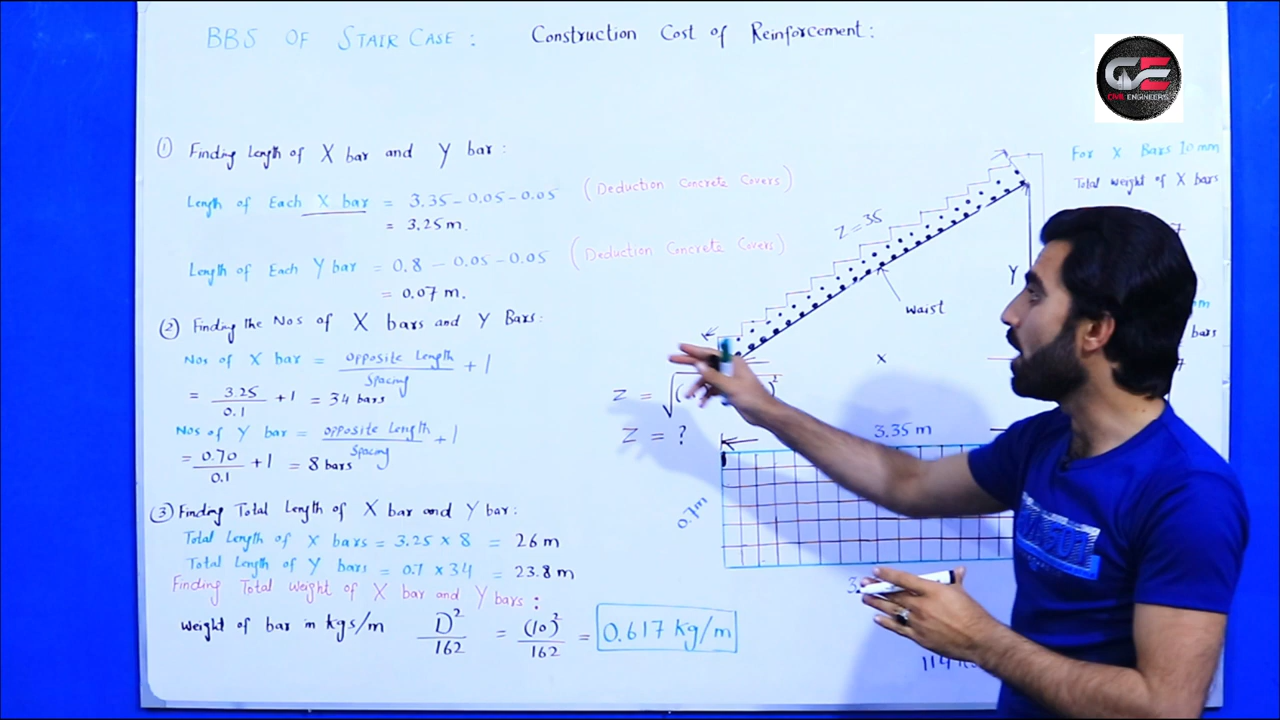 BBS OF STAIR CASE : Construction Cost of Reinforcement :
GVE
CIVIL ENGINEERS
① Finding Length of X bar and Y bar :
Length of Each X bar = 3.35 - 0.05 - 0.05 (Deduction Concrete Covers)
= 3.25 m.
Length of Each Y bar = 0.8 - 0.05 - 0.05 (Deduction Concrete Covers)
= 0.07 m.
② Finding the Nos of X bars and Y Bars :
Nos of X bar = Opposite Length / Spacing + 1
= 3.25 / 0.1 + 1 = 34 bars
Nos of Y bar = Opposite Length / Spacing + 1
= 0.70 / 0.1 + 1 = 8 bars
③ Finding Total Length of X bar and Y bar :
Total Length of X bars = 3.25 x 8 = 26 m
Total Length of Y bars = 0.7 x 34 = 23.8 m
Finding Total Weight of X bar and Y bars :
Weight of bar in kgs/m D² / 162 = (10)² / 162 = 0.617 kg/m
Z = 35
waist
Y
X
Z = √( )²
Z = ?
3.35 m
0.7m
For X Bars 10 mm
Total Weight of X bars
bars